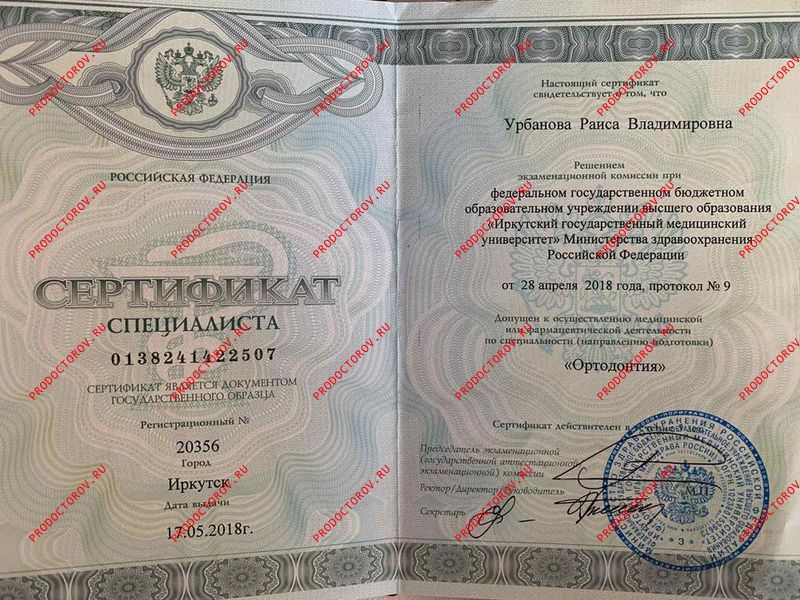 РОССИЙСКАЯ ФЕДЕРАЦИЯ
СЕРТИФИКАТ
СПЕЦИАЛИСТА
0138241422507
СЕРТИФИКАТ ЯВЛЯЕТСЯ ДОКУМЕНТОМ
ГОСУДАРСТВЕННОГО ОБРАЗЦА
Регистрационный №
20356
Город
Иркутск
Дата выдачи
17.05.2018г.
Настоящий сертификат
свидетельствует о том, что
Урбанова Раиса Владимировна
Решением
экзаменационной комиссии при
федеральном государственном бюджетном
образовательном учреждении высшего образования
«Иркутский государственный медицинский
университет» Министерства здравоохранения
Российской Федерации
от 28 апреля 2018 года, протокол № 9
Допущен к осуществлению медицинской
или фармацевтической деятельности
по специальности (направлению подготовки)
«Ортодонтия»
Сертификат действителен в течение 5 лет
Председатель экзаменационной
(государственной аттестационной
экзаменационной) комиссии
Ректор/Директор/Руководитель
Секретарь
М.П.
PRODOCTOROV.RU